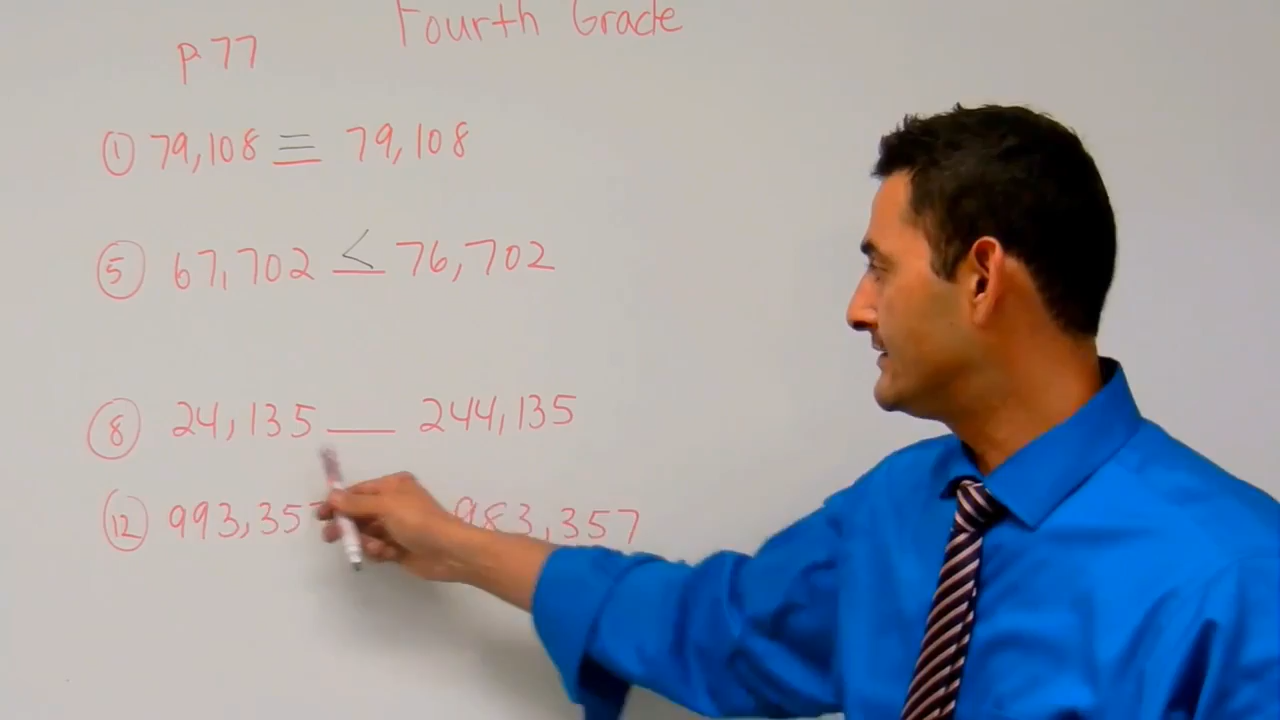 Fourth Grade
p 77
① 79,108 = 79,108
⑤ 67,702 < 76,702
⑧ 24,135 __ 244,135
⑫ 993,357 983,357